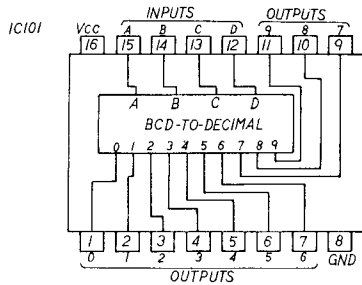 INPUTS OUTPUTS
IC101 VCC A B C D 9 8 7
16 15 14 13 12 11 10 9
A B C D
BCD-TO-DECIMAL
0 1 2 3 4 5 6 7 8 9
1 2 3 4 5 6 7 8
0 1 2 3 4 5 6 GND
OUTPUTS